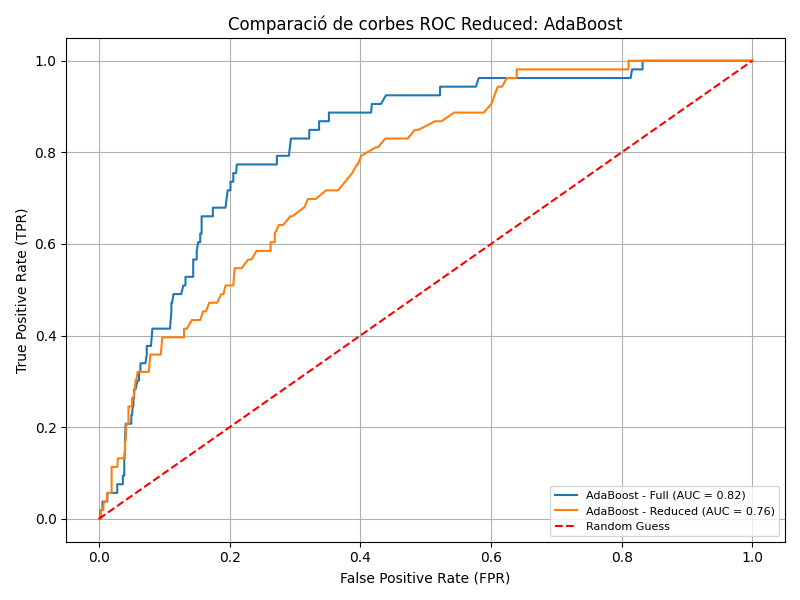 Comparació de corbes ROC Reduced: AdaBoost
True Positive Rate (TPR)
1.0
0.8
0.6
0.4
0.2
0.0
0.0 0.2 0.4 0.6 0.8 1.0
False Positive Rate (FPR)
AdaBoost - Full (AUC = 0.82)
AdaBoost - Reduced (AUC = 0.76)
Random Guess